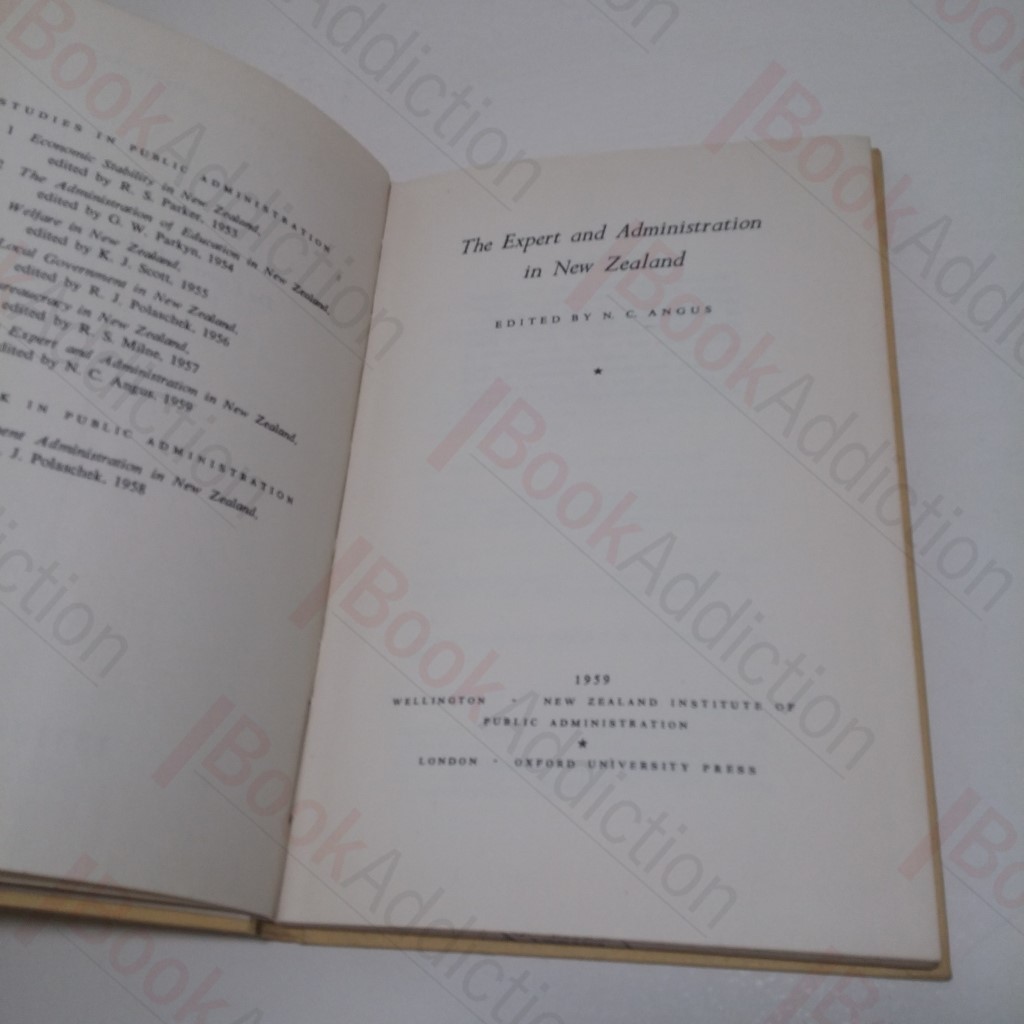 STUDIES IN PUBLIC ADMINISTRATION
1 Economic Stability in New Zealand,
edited by R. S. Parker, 1953
The Administration of Education in New Zealand,
edited by G. W. Parkyn, 1954
Welfare in New Zealand,
edited by K. J. Scott, 1955
Local Government in New Zealand,
edited by R. J. Polaschek, 1956
in New Zealand,
edited by R. S. Milne, 1957
Expert and Administration in New Zealand,
edited by N. C. Angus, 1959
IN PUBLIC ADMINISTRATION
Administration in New Zealand,
J. Polaschek, 1958
The Expert and Administration
in New Zealand
EDITED BY N. C. ANGUS
★
1959
WELLINGTON · NEW ZEALAND INSTITUTE OF
PUBLIC ADMINISTRATION
★
LONDON · OXFORD UNIVERSITY PRESS
BookAddiction